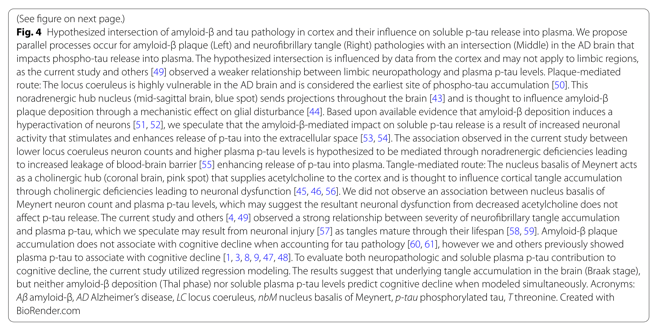 (See figure on next page.)
Fig. 4 Hypothesized intersection of amyloid-β and tau pathology in cortex and their influence on soluble p-tau release into plasma. We propose
parallel processes occur for amyloid-β plaque (Left) and neurofibrillary tangle (Right) pathologies with an intersection (Middle) in the AD brain that
impacts phospho-tau release into plasma. The hypothesized intersection is influenced by data from the cortex and may not apply to limbic regions,
as the current study and others [49] observed a weaker relationship between limbic neuropathology and plasma p-tau levels. Plaque-mediated
route: The locus coeruleus is highly vulnerable in the AD brain and is considered the earliest site of phospho-tau accumulation [50]. This
noradrenergic hub nucleus (mid-sagittal brain, blue spot) sends projections throughout the brain [43] and is thought to influence amyloid-β
plaque deposition through a mechanistic effect on glial disturbance [44]. Based upon available evidence that amyloid-β deposition induces a
hyperactivation of neurons [51, 52], we speculate that the amyloid-β-mediated impact on soluble p-tau release is a result of increased neuronal
activity that stimulates and enhances release of p-tau into the extracellular space [53, 54]. The association observed in the current study between
lower locus coeruleus neuron counts and higher plasma p-tau levels is hypothesized to be mediated through noradrenergic deficiencies leading
to increased leakage of blood-brain barrier [55] enhancing release of p-tau into plasma. Tangle-mediated route: The nucleus basalis of Meynert acts
as a cholinergic hub (coronal brain, pink spot) that supplies acetylcholine to the cortex and is thought to influence cortical tangle accumulation
through cholinergic deficiencies leading to neuronal dysfunction [45, 46, 56]. We did not observe an association between nucleus basalis of
Meynert neuron count and plasma p-tau levels, which may suggest the resultant neuronal dysfunction from decreased acetylcholine does not
affect p-tau release. The current study and others [4, 49] observed a strong relationship between severity of neurofibrillary tangle accumulation
and plasma p-tau, which we speculate may result from neuronal injury [57] as tangles mature through their lifespan [58, 59]. Amyloid-β plaque
accumulation does not associate with cognitive decline when accounting for tau pathology [60, 61], however we and others previously showed
plasma p-tau to associate with cognitive decline [1, 3, 8, 9, 47, 48]. To evaluate both neuropathologic and soluble plasma p-tau contribution to
cognitive decline, the current study utilized regression modeling. The results suggest that underlying tangle accumulation in the brain (Braak stage),
but neither amyloid-β deposition (Thal phase) nor soluble plasma p-tau levels predict cognitive decline when modeled simultaneously. Acronyms:
Aβ amyloid-β, AD Alzheimer's disease, LC locus coeruleus, nbM nucleus basalis of Meynert, p-tau phosphorylated tau, T threonine. Created with
BioRender.com